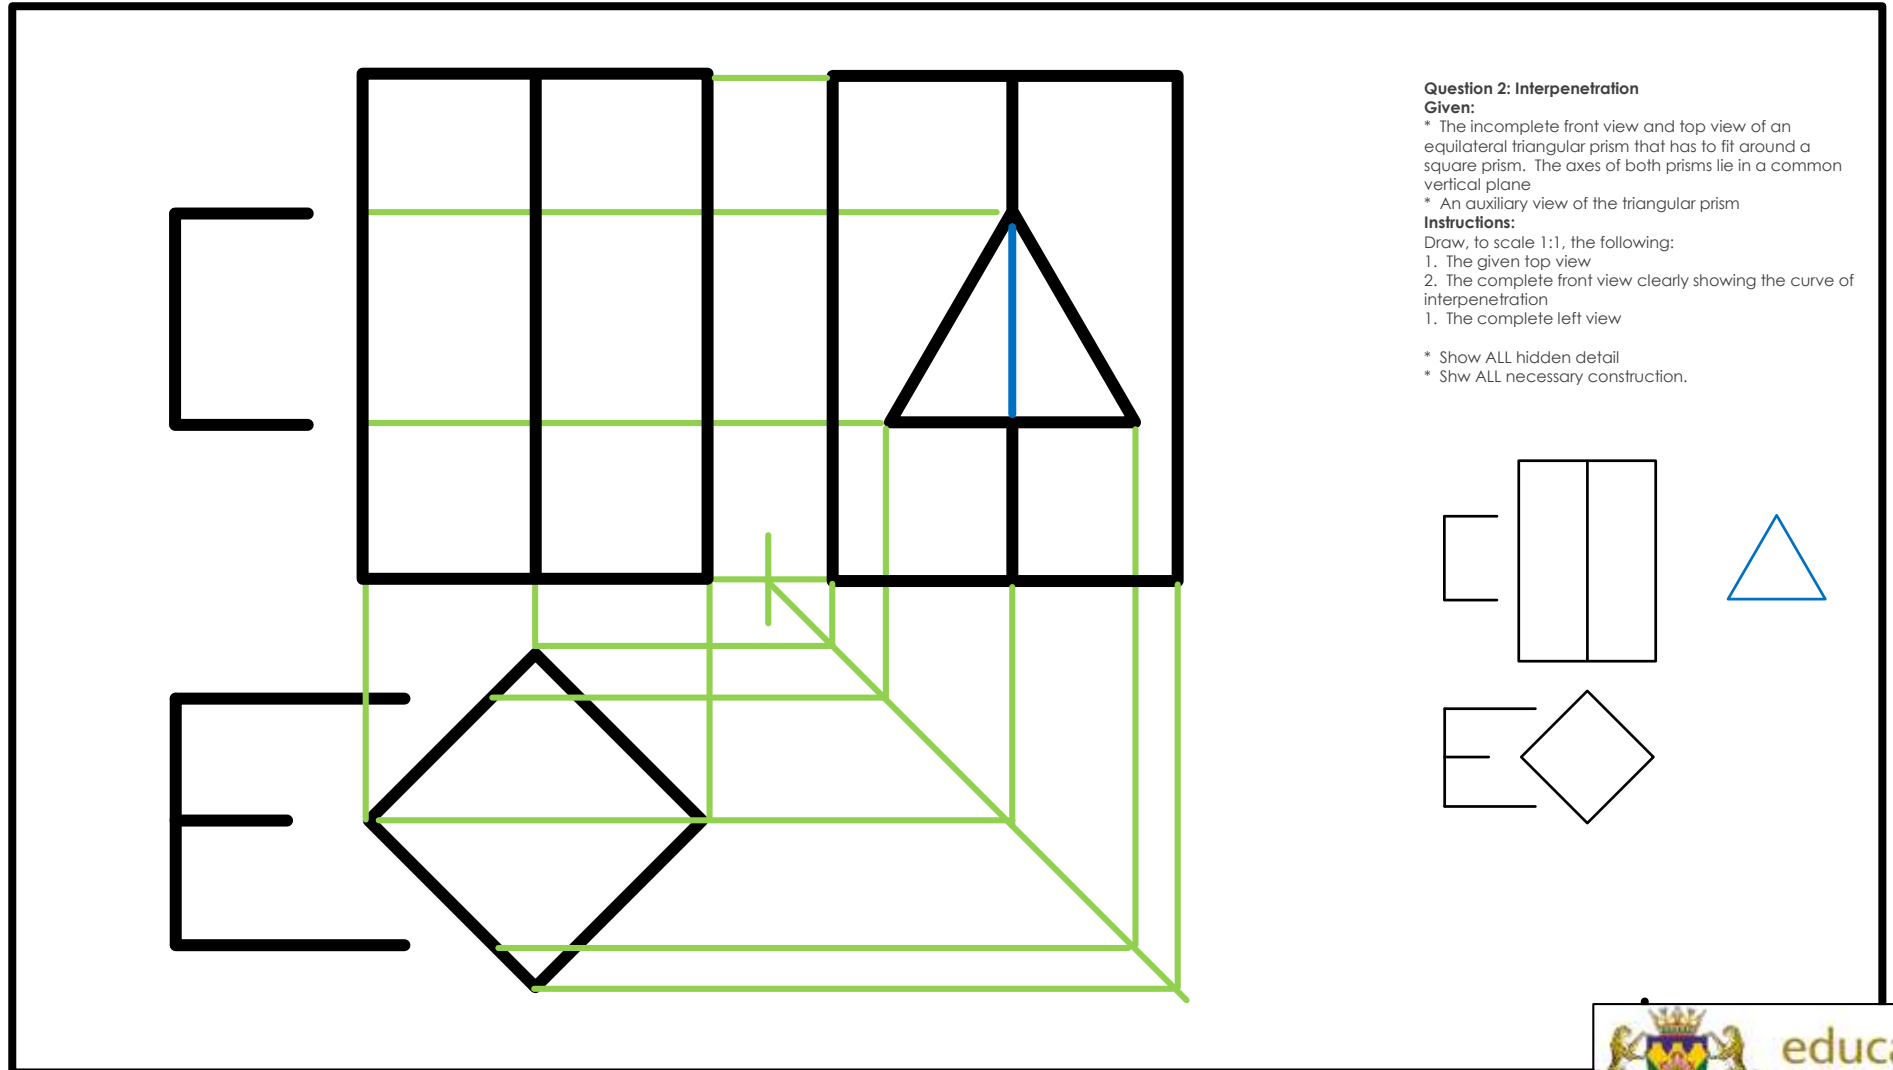 Question 2: Interpenetration
Given:
* The incomplete front view and top view of an
equilateral triangular prism that has to fit around a
square prism. The axes of both prisms lie in a common
vertical plane
* An auxiliary view of the triangular prism
Instructions:
Draw, to scale 1:1, the following:
1. The given top view
2. The complete front view clearly showing the curve of
interpenetration
1. The complete left view
* Show ALL hidden detail
* Shw ALL necessary construction.